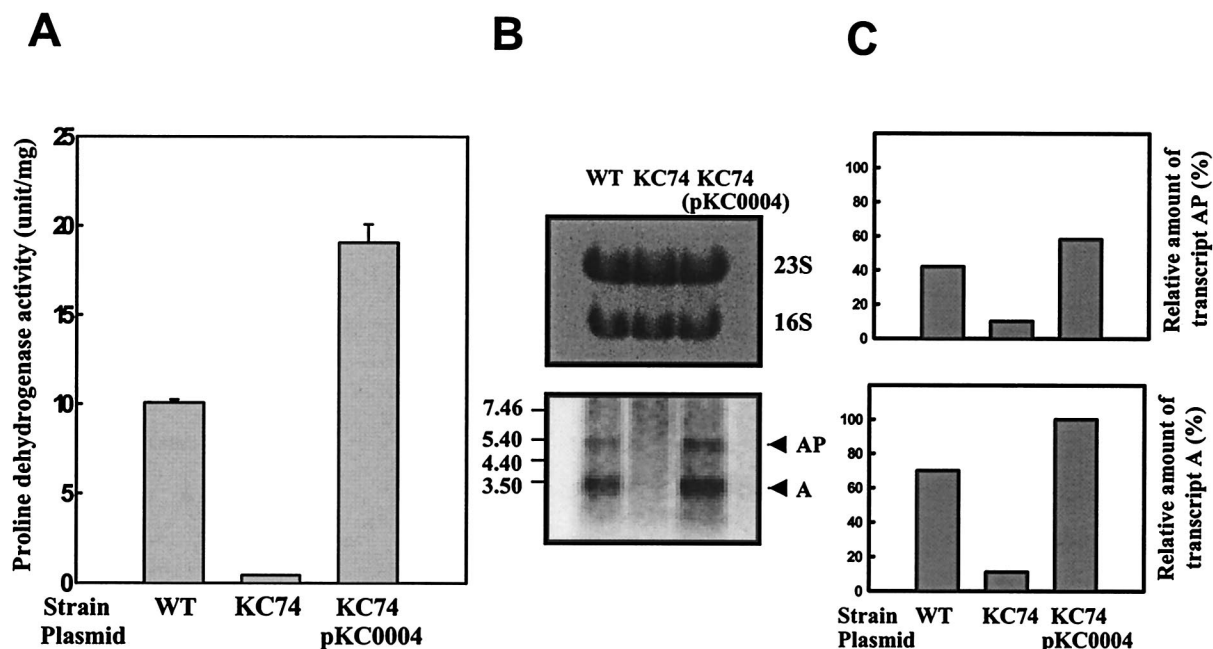 A
Proline dehydrogenase activity (unit/mg)
25
20
15
10
5
0
Strain WT KC74 KC74
Plasmid pKC0004
B
WT KC74 KC74
(pKC0004)
23S
16S
7.46
5.40
4.40
3.50
AP
A
C
100
80
60
40
20
0
Relative amount of
transcript AP (%)
100
80
60
40
20
0
Relative amount of
transcript A (%)
Strain WT KC74 KC74
Plasmid pKC0004